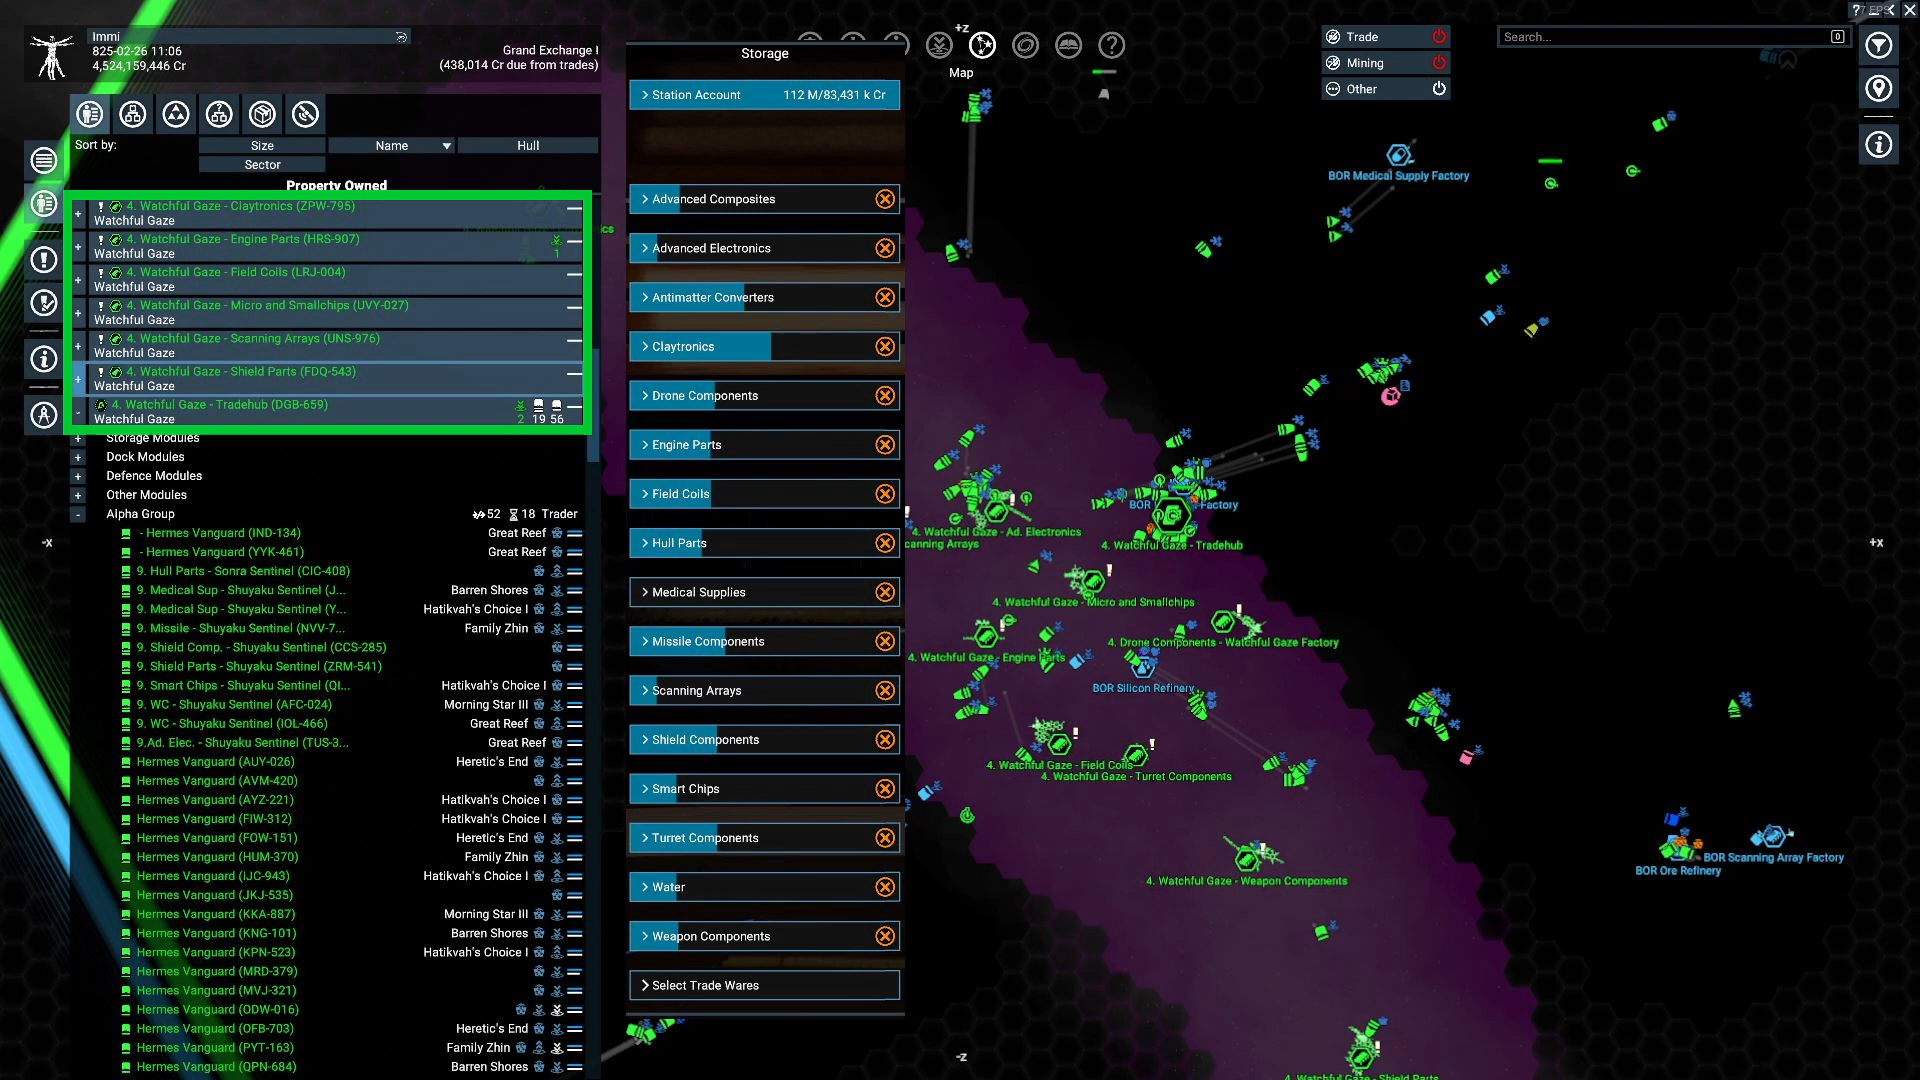 Immi
825-02-26 11:06
4,524,159,446 Cr
Grand Exchange I
(438,014 Cr due from trades)
Sort by:
Size
Name
Hull
Sector
Property Owned
4. Watchful Gaze - Claytronics (ZPW-795)
Watchful Gaze
4. Watchful Gaze - Engine Parts (HRS-907)
Watchful Gaze
1
4. Watchful Gaze - Field Coils (LRJ-004)
Watchful Gaze
4. Watchful Gaze - Micro and Smallchips (UVY-027)
Watchful Gaze
4. Watchful Gaze - Scanning Arrays (UNS-976)
Watchful Gaze
4. Watchful Gaze - Shield Parts (FDQ-543)
Watchful Gaze
4. Watchful Gaze - Tradehub (DGB-659)
Watchful Gaze
2 19 56
Storage Modules
Dock Modules
Defence Modules
Other Modules
Alpha Group 52 18 Trader
- Hermes Vanguard (IND-134) Great Reef
- Hermes Vanguard (YYK-461) Great Reef
9. Hull Parts - Sonra Sentinel (CIC-408)
9. Medical Sup - Shuyaku Sentinel (J... Barren Shores
9. Medical Sup - Shuyaku Sentinel (Y... Hatikvah's Choice I
9. Missile - Shuyaku Sentinel (NVV-7... Family Zhin
9. Shield Comp. - Shuyaku Sentinel (CCS-285)
9. Shield Parts - Shuyaku Sentinel (ZRM-541)
9. Smart Chips - Shuyaku Sentinel (QI... Hatikvah's Choice I
9. WC - Shuyaku Sentinel (AFC-024) Morning Star III
9. WC - Shuyaku Sentinel (IOL-466) Great Reef
9.Ad. Elec. - Shuyaku Sentinel (TUS-3... Great Reef
Hermes Vanguard (AUY-026) Heretic's End
Hermes Vanguard (AVM-420)
Hermes Vanguard (AYZ-221) Hatikvah's Choice I
Hermes Vanguard (FIW-312) Hatikvah's Choice I
Hermes Vanguard (FOW-151) Heretic's End
Hermes Vanguard (HUM-370) Family Zhin
Hermes Vanguard (IJC-943) Hatikvah's Choice I
Hermes Vanguard (JKJ-535)
Hermes Vanguard (KKA-887) Morning Star III
Hermes Vanguard (KNG-101) Barren Shores
Hermes Vanguard (KPN-523) Hatikvah's Choice I
Hermes Vanguard (MRD-379)
Hermes Vanguard (MVJ-321)
Hermes Vanguard (ODW-016)
Hermes Vanguard (OFB-703) Heretic's End
Hermes Vanguard (PYT-163) Family Zhin
Hermes Vanguard (QPN-684) Barren Shores
Storage
Station Account 112 M/83,431 k Cr
Advanced Composites
Advanced Electronics
Antimatter Converters
Claytronics
Drone Components
Engine Parts
Field Coils
Hull Parts
Medical Supplies
Missile Components
Scanning Arrays
Shield Components
Smart Chips
Turret Components
Water
Weapon Components
Select Trade Wares
+Z
Map
Trade
Mining
Other
Search...
0
-X
+X
-Z
BOR Medical Supply Factory
BOR Factory
4. Watchful Gaze - Ad. Electronics
canning Arrays
4. Watchful Gaze - Tradehub
4. Watchful Gaze - Micro and Smallchips
4. Drone Components - Watchful Gaze Factory
4. Watchful Gaze - Engine Parts
BOR Silicon Refinery
4. Watchful Gaze - Field Coils
4. Watchful Gaze - Turret Components
4. Watchful Gaze - Weapon Components
BOR Scanning Array Factory
BOR Ore Refinery
4. Watchful Gaze - Shield Parts